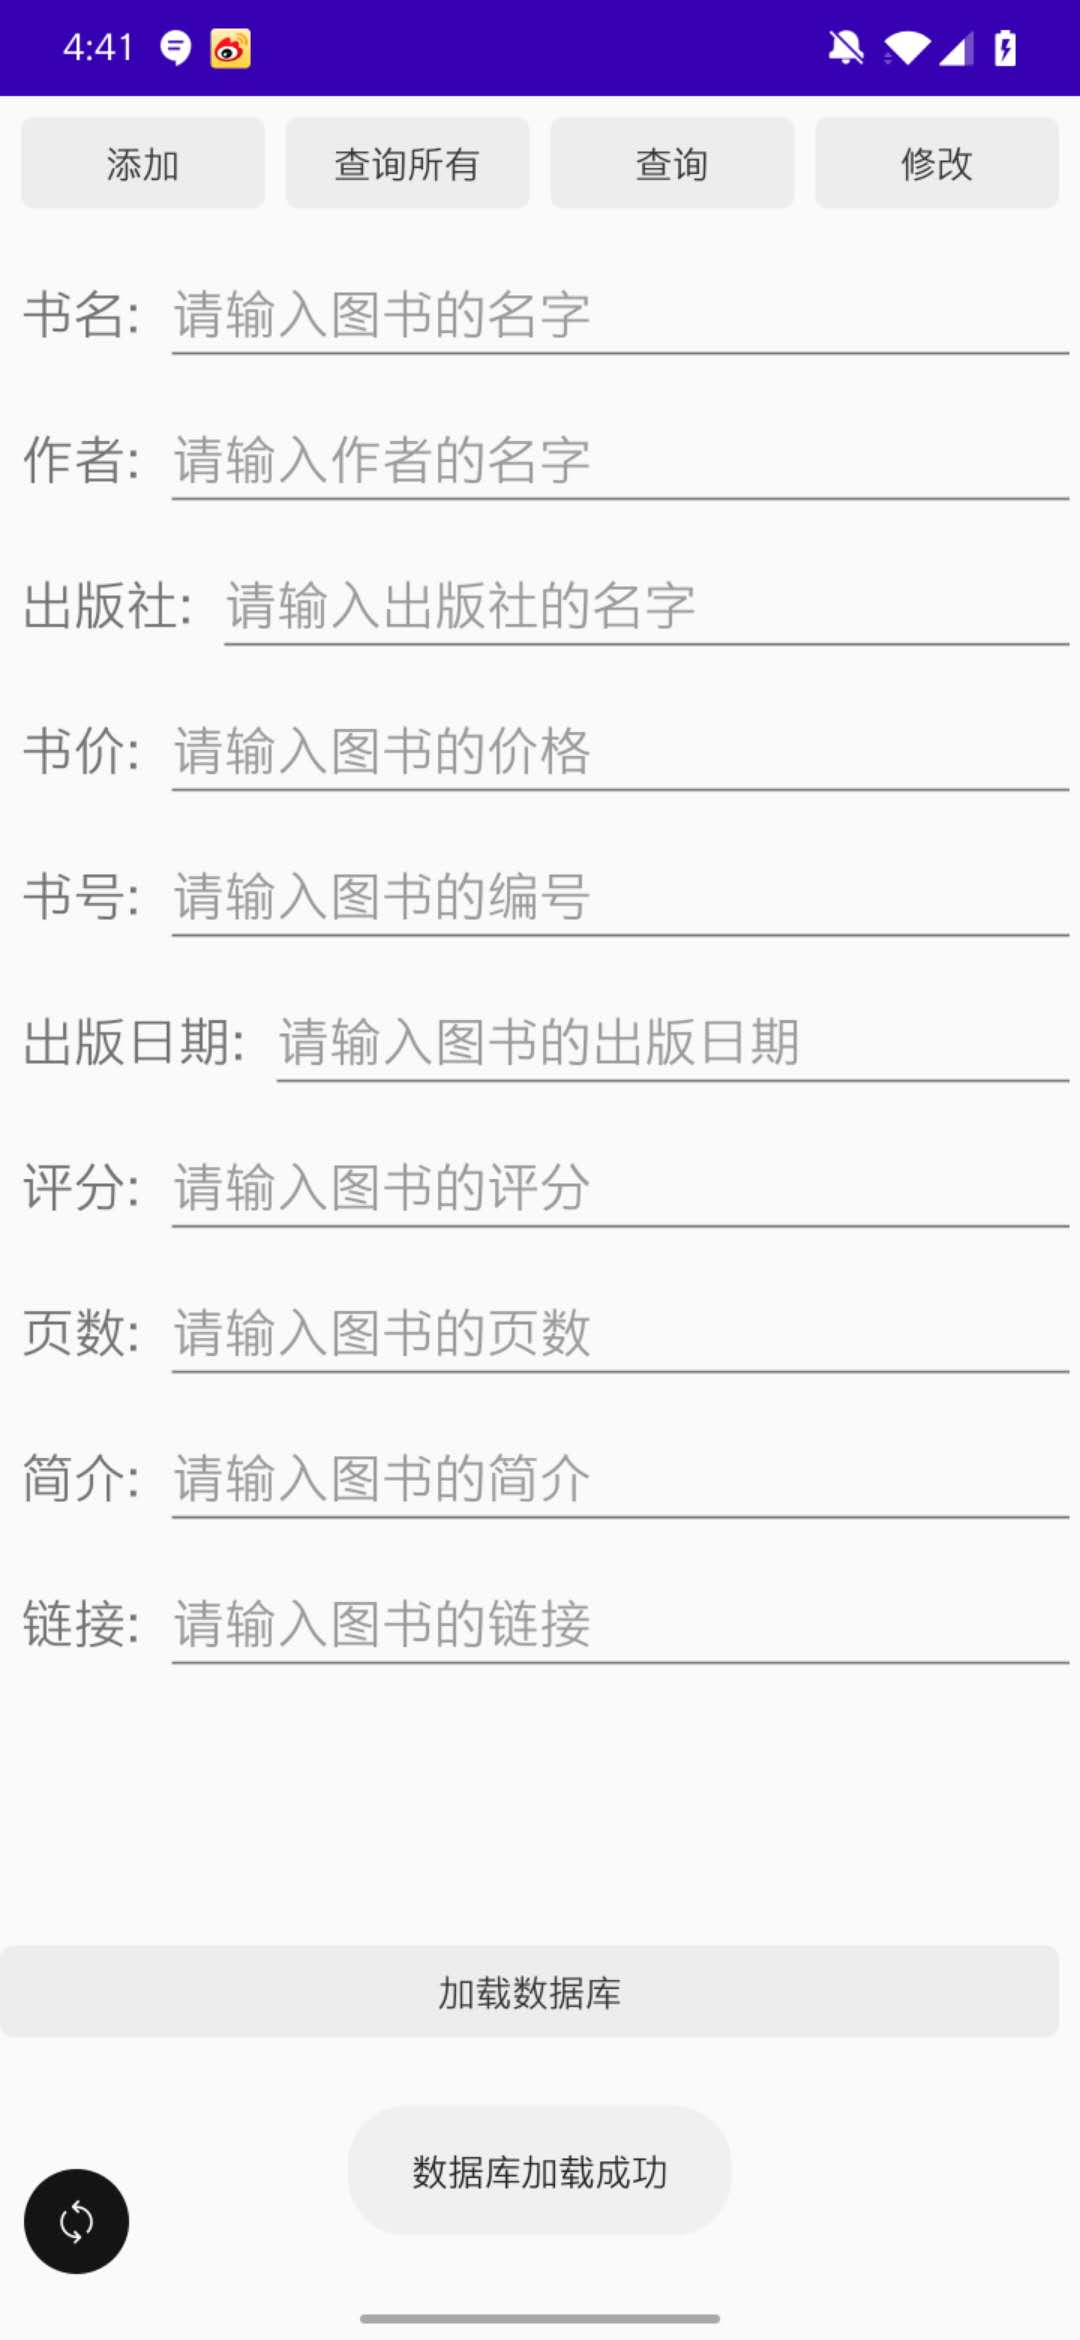 4:41
添加 查询所有 查询 修改
书名: 请输入图书的名字
作者: 请输入作者的名字
出版社: 请输入出版社的名字
书价: 请输入图书的价格
书号: 请输入图书的编号
出版日期: 请输入图书的出版日期
评分: 请输入图书的评分
页数: 请输入图书的页数
简介: 请输入图书的简介
链接: 请输入图书的链接
加载数据库
数据库加载成功